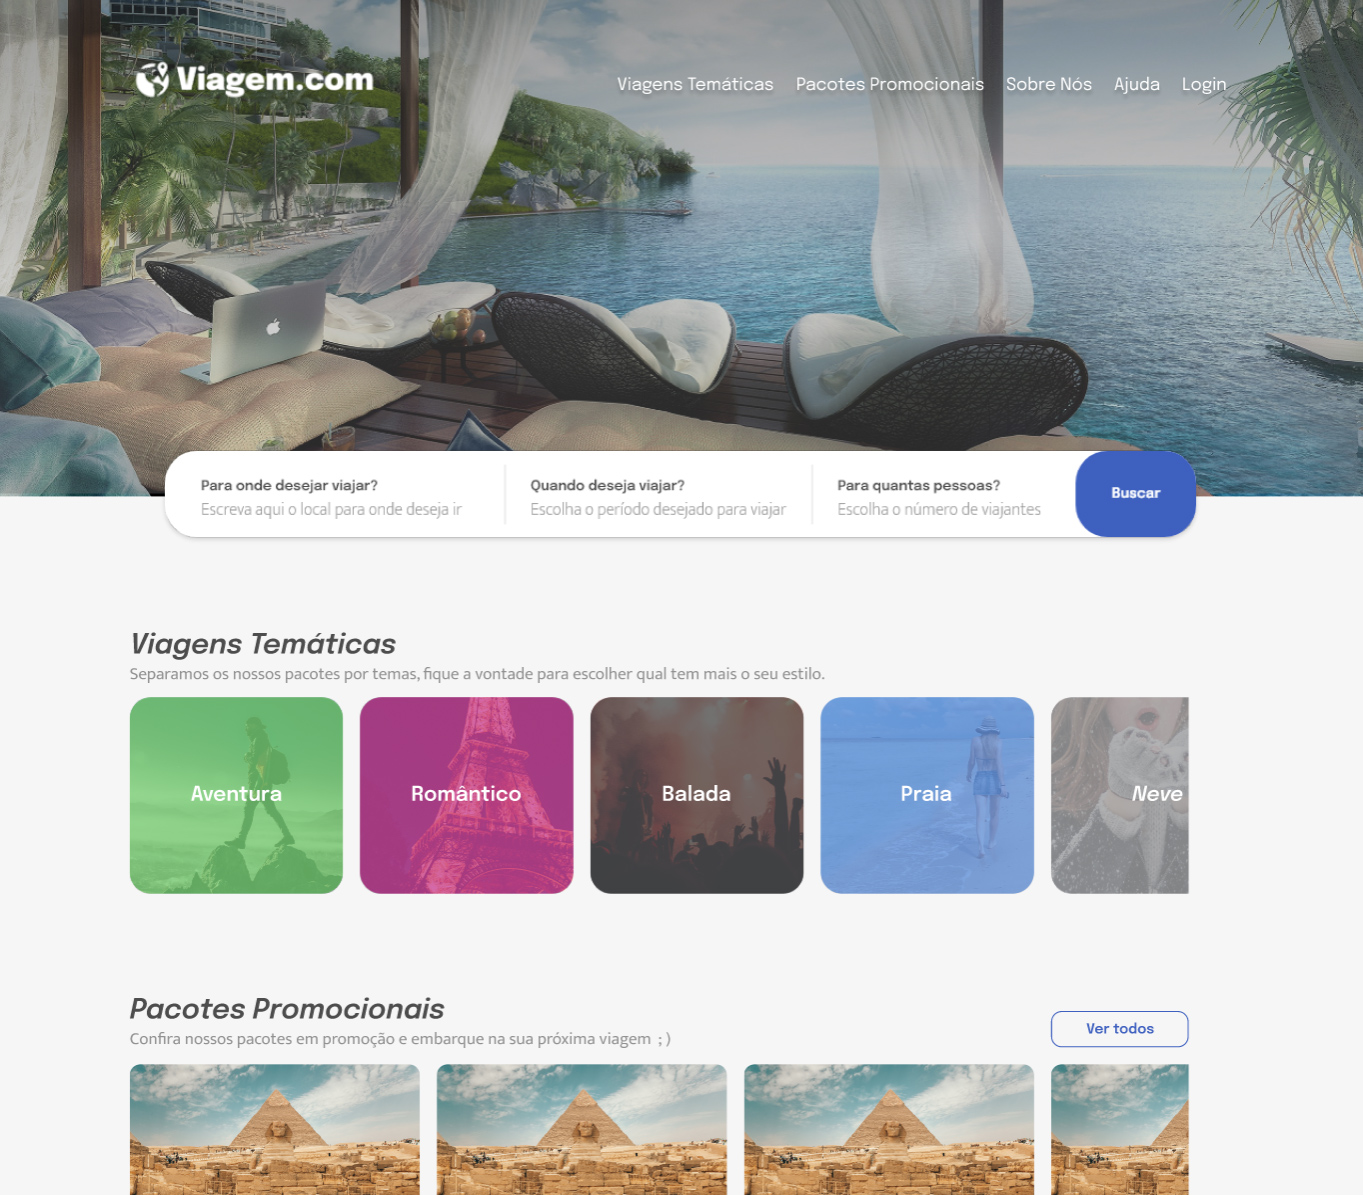 Viagem.com
Viagens Temáticas Pacotes Promocionais Sobre Nós Ajuda Login
Para onde desejar viajar?
Escreva aqui o local para onde deseja ir
Quando deseja viajar?
Escolha o período desejado para viajar
Para quantas pessoas?
Escolha o número de viajantes
Buscar
Viagens Temáticas
Separamos os nossos pacotes por temas, fique a vontade para escolher qual tem mais o seu estilo.
Aventura
Romântico
Balada
Praia
Neve
Pacotes Promocionais
Confira nossos pacotes em promoção e embarque na sua próxima viagem ;)
Ver todos